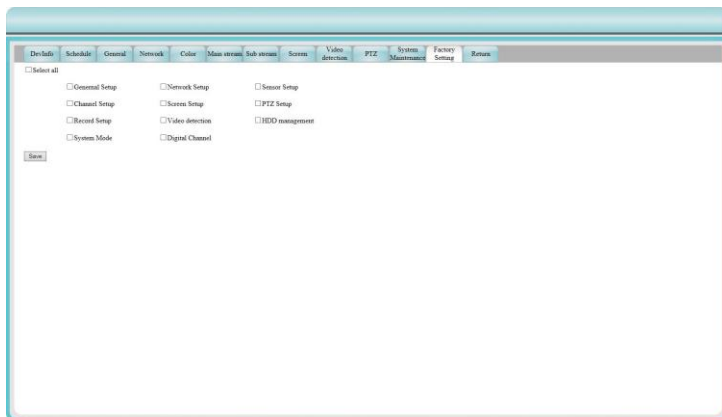 DevInfo Schedule General Network Color Main stream Sub stream Screen Video detection PTZ System Maintenance Factory Setting Return
Select all
Genernal Setup Network Setup Sensor Setup
Channel Setup Screen Setup PTZ Setup
Record Setup Video detection HDD management
System Mode Digital Channel
Save